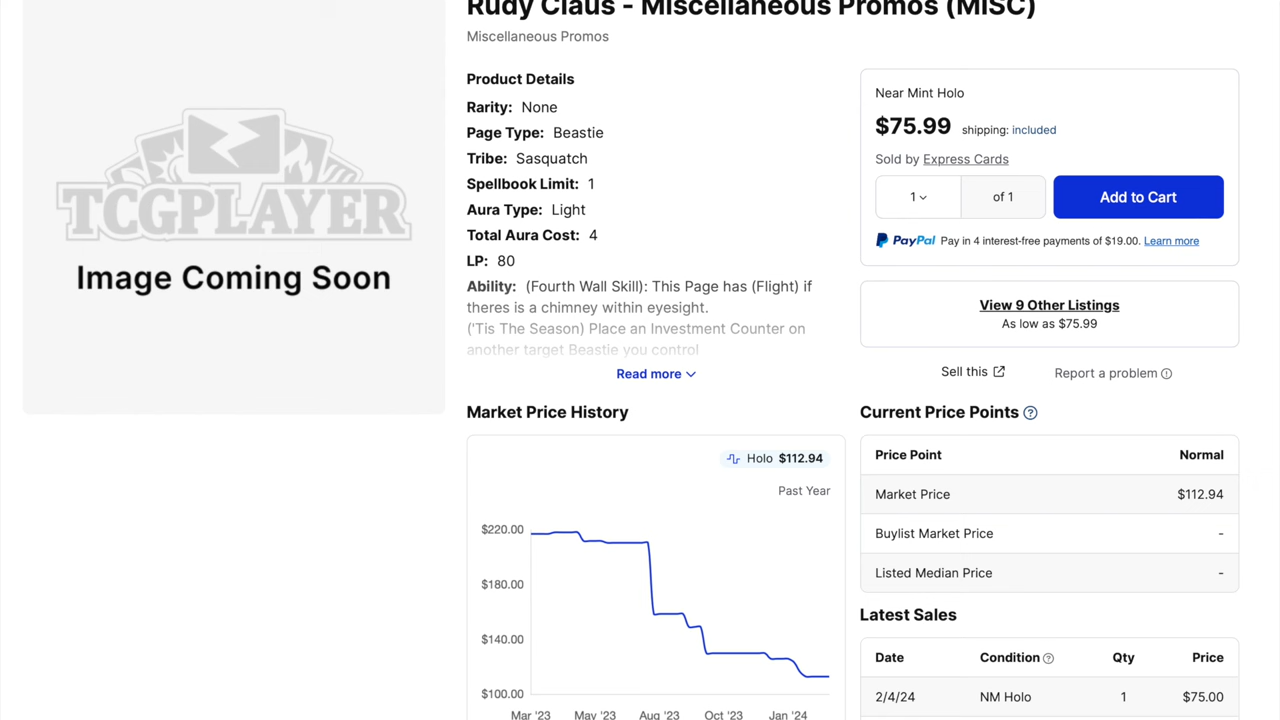 Rudy Claus - Miscellaneous Promos (MISC)
Miscellaneous Promos
TCGPLAYER
Image Coming Soon
Product Details
Rarity: None
Page Type: Beastie
Tribe: Sasquatch
Spellbook Limit: 1
Aura Type: Light
Total Aura Cost: 4
LP: 80
Ability: (Fourth Wall Skill): This Page has (Flight) if
theres is a chimney within eyesight.
('Tis The Season) Place an Investment Counter on
another target Beastie you control
Read more
Near Mint Holo
$75.99 shipping: included
Sold by Express Cards
1 of 1 Add to Cart
PayPal Pay in 4 interest-free payments of $19.00. Learn more
View 9 Other Listings
As low as $75.99
Sell this Report a problem
Market Price History
Holo $112.94
Past Year
$220.00
$180.00
$140.00
$100.00
Mar '23 May '23 Aug '23 Oct '23 Jan '24
Current Price Points
Price Point Normal
Market Price $112.94
Buylist Market Price -
Listed Median Price -
Latest Sales
Date Condition Qty Price
2/4/24 NM Holo 1 $75.00